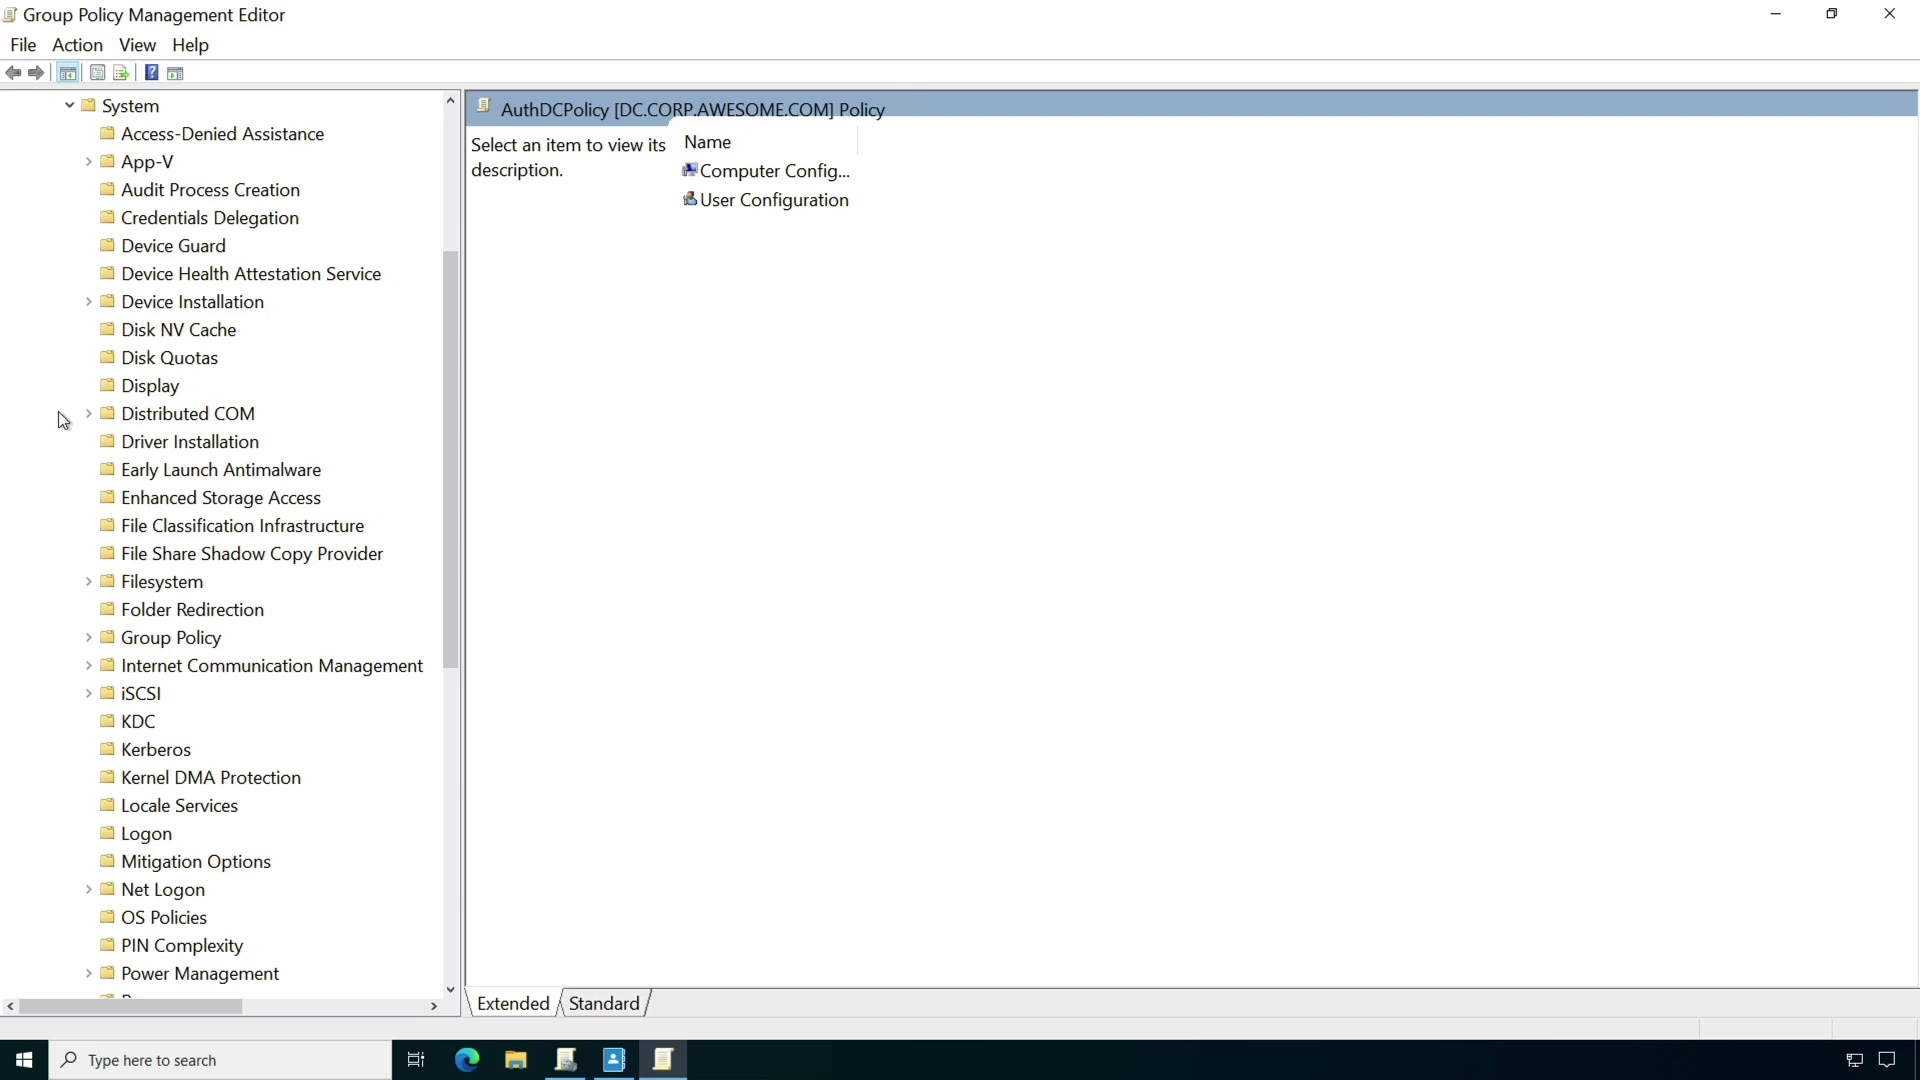 Group Policy Management Editor
File Action View Help
System
Access-Denied Assistance
App-V
Audit Process Creation
Credentials Delegation
Device Guard
Device Health Attestation Service
Device Installation
Disk NV Cache
Disk Quotas
Display
Distributed COM
Driver Installation
Early Launch Antimalware
Enhanced Storage Access
File Classification Infrastructure
File Share Shadow Copy Provider
Filesystem
Folder Redirection
Group Policy
Internet Communication Management
iSCSI
KDC
Kerberos
Kernel DMA Protection
Locale Services
Logon
Mitigation Options
Net Logon
OS Policies
PIN Complexity
Power Management
AuthDCPolicy [DC.CORP.AWESOME.COM] Policy
Select an item to view its
description.
Name
Computer Config...
User Configuration
Extended Standard
Type here to search